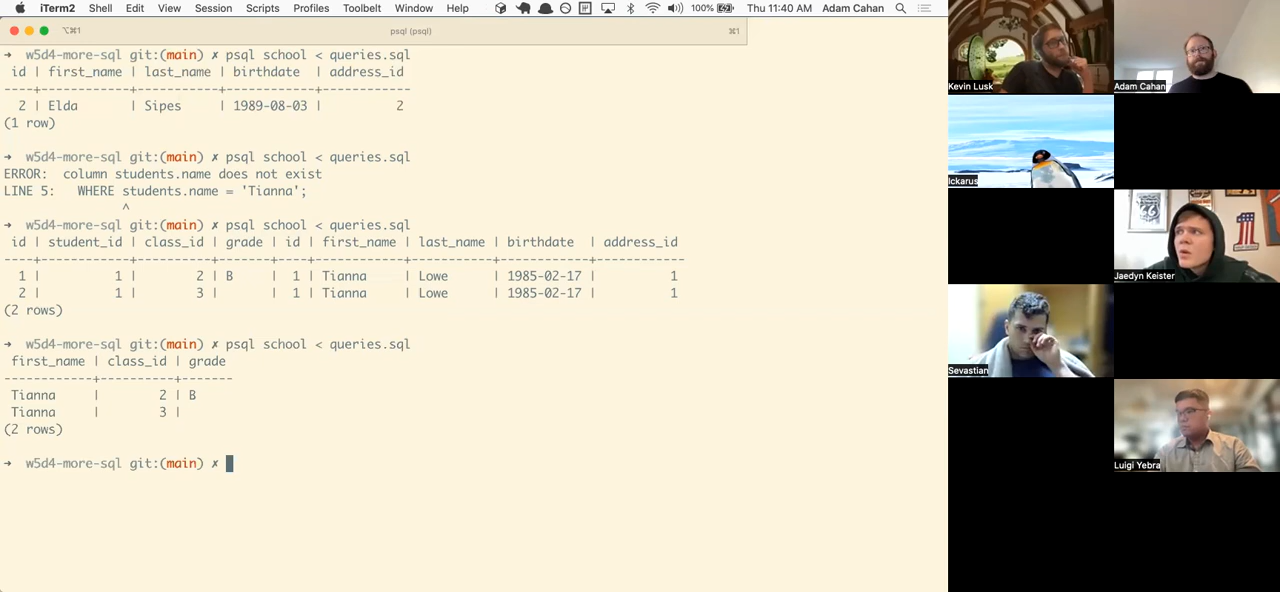 iTerm2 Shell Edit View Session Scripts Profiles Toolbelt Window Help 100% Thu 11:40 AM Adam Cahan
⌥⌘1 psql (psql) ⌘1
➜ w5d4-more-sql git:(main) ✗ psql school < queries.sql
id | first_name | last_name | birthdate | address_id
----+------------+-----------+------------+------------
2 | Elda | Sipes | 1989-08-03 | 2
(1 row)
➜ w5d4-more-sql git:(main) ✗ psql school < queries.sql
ERROR: column students.name does not exist
LINE 5: WHERE students.name = 'Tianna';
^
➜ w5d4-more-sql git:(main) ✗ psql school < queries.sql
id | student_id | class_id | grade | id | first_name | last_name | birthdate | address_id
----+------------+----------+-------+----+------------+-----------+------------+------------
1 | 1 | 2 | B | 1 | Tianna | Lowe | 1985-02-17 | 1
2 | 1 | 3 | | 1 | Tianna | Lowe | 1985-02-17 | 1
(2 rows)
➜ w5d4-more-sql git:(main) ✗ psql school < queries.sql
first_name | class_id | grade
------------+----------+-------
Tianna | 2 | B
Tianna | 3 |
(2 rows)
➜ w5d4-more-sql git:(main) ✗
Kevin Lusk
Adam Cahan
Ickarus
66
1
Jaedyn Keister
Sevastian
Luigi Yebra